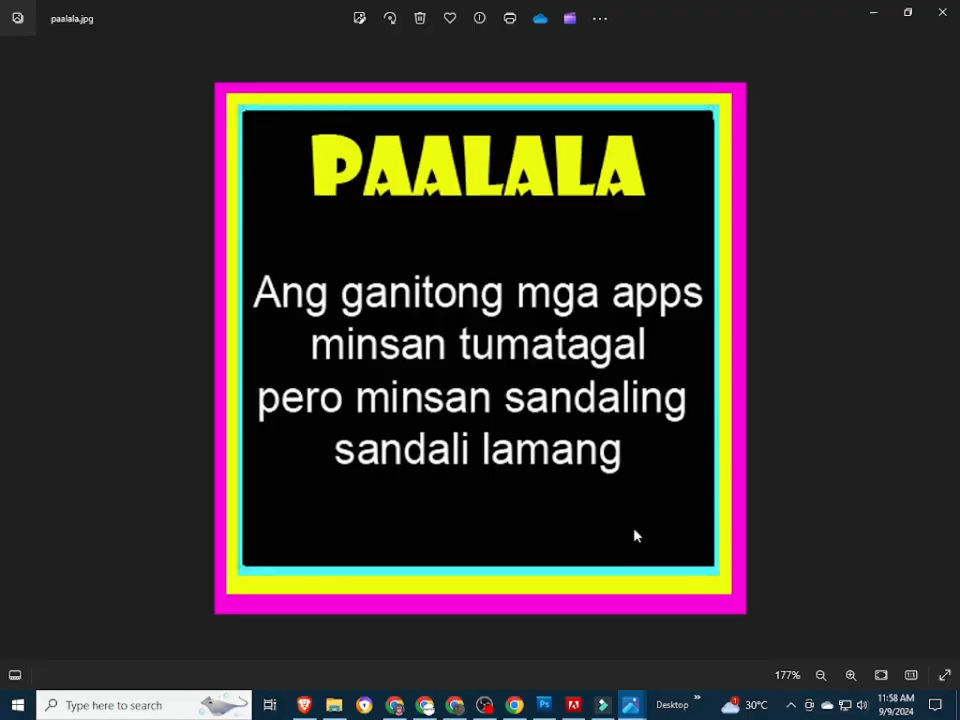 paalala.jpg
PAALALA
Ang ganitong mga apps
minsan tumatagal
pero minsan sandaling
sandali lamang
177%
Type here to search
Desktop
30°C
11:58 AM
9/9/2024